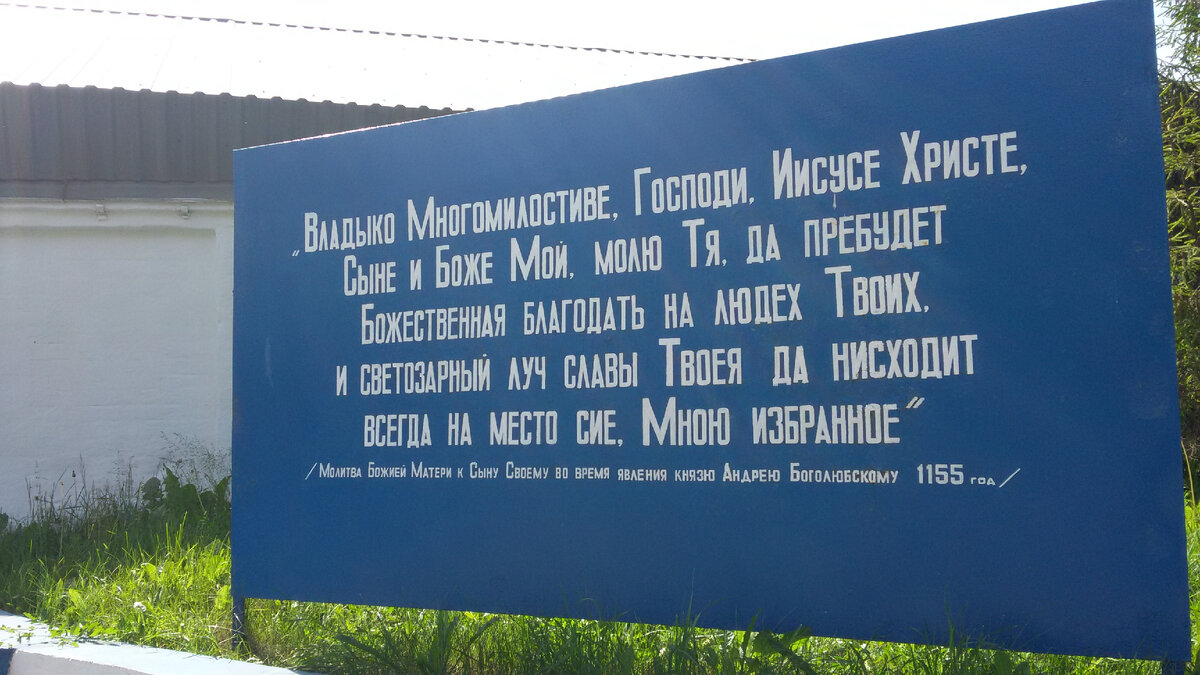 „Владыко Многомилостиве, Господи, Иисусе Христе,
Сыне и Боже Мой, молю Тя, да пребудет
Божественная благодать на людех Твоих,
и светозарный луч славы Твоея да нисходит
всегда на место сие, Мною избранное”
/Молитва Божией Матери к Сыну Своему во время явления князю Андрею Боголюбскому 1155 год/